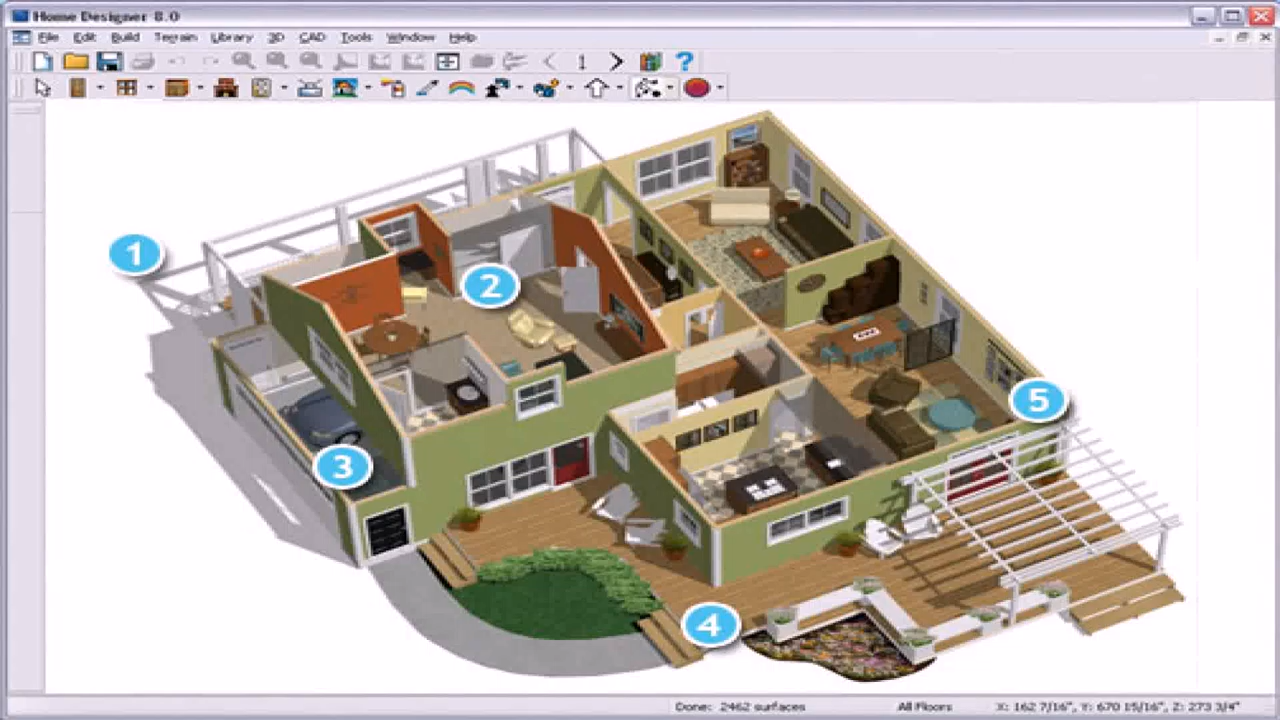 Home Designer 8.0
File Edit Build Terrain Library 3D CAD Tools Window Help
1
1
2
3
4
5
Done: 2462 surfaces All Floors X: 162 7/16", Y: 670 15/16", Z: 273 3/4"